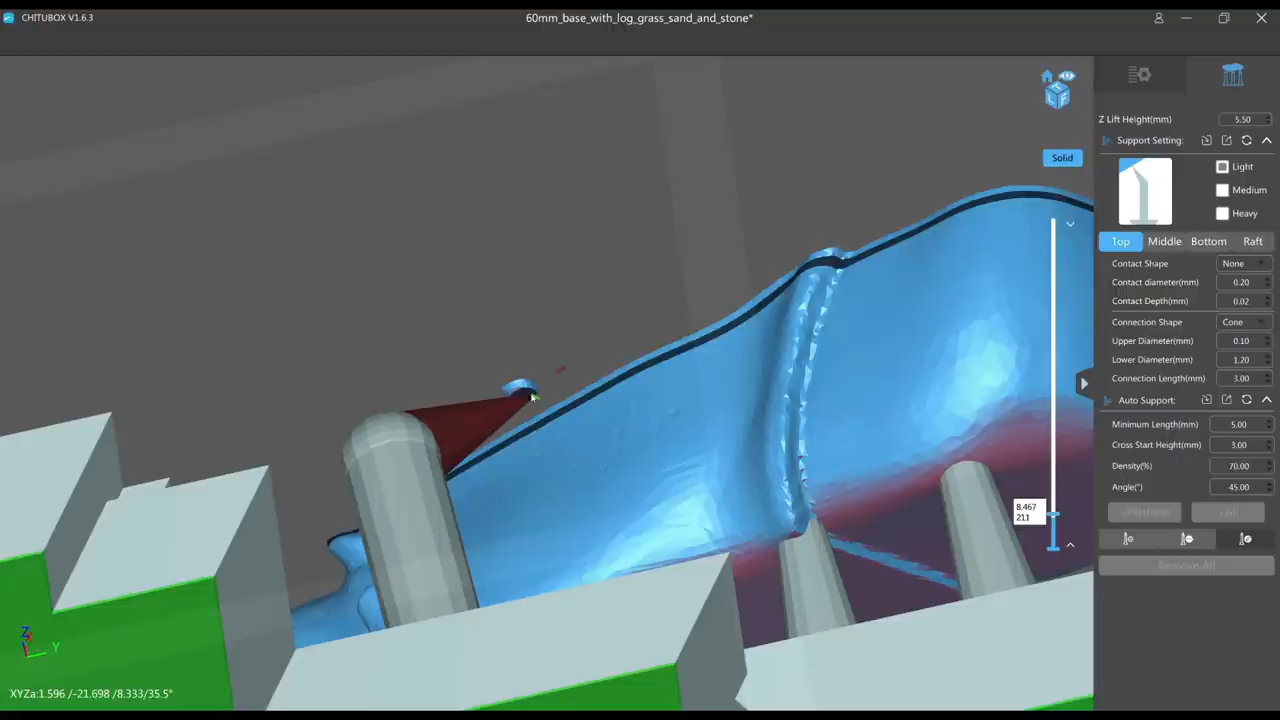 CHITUBOX V1.6.3
60mm_base_with_log_grass_sand_and_stone*
Z Lift Height(mm) 5.50
Support Setting:
Solid
Light
Medium
Heavy
Top Middle Bottom Raft
Contact Shape None
Contact diameter(mm) 0.20
Contact Depth(mm) 0.02
Connection Shape Cone
Upper Diameter(mm) 0.10
Lower Diameter(mm) 1.20
Connection Length(mm) 3.00
Auto Support:
Minimum Length(mm) 5.00
Cross Start Height(mm) 3.00
Density(%) 70.00
Angle(°) 45.00
8.467
211
+Platform +All
Remove All
L F
Z
X
Y
XYZa:1.596 /-21.698 /8.333/35.5°